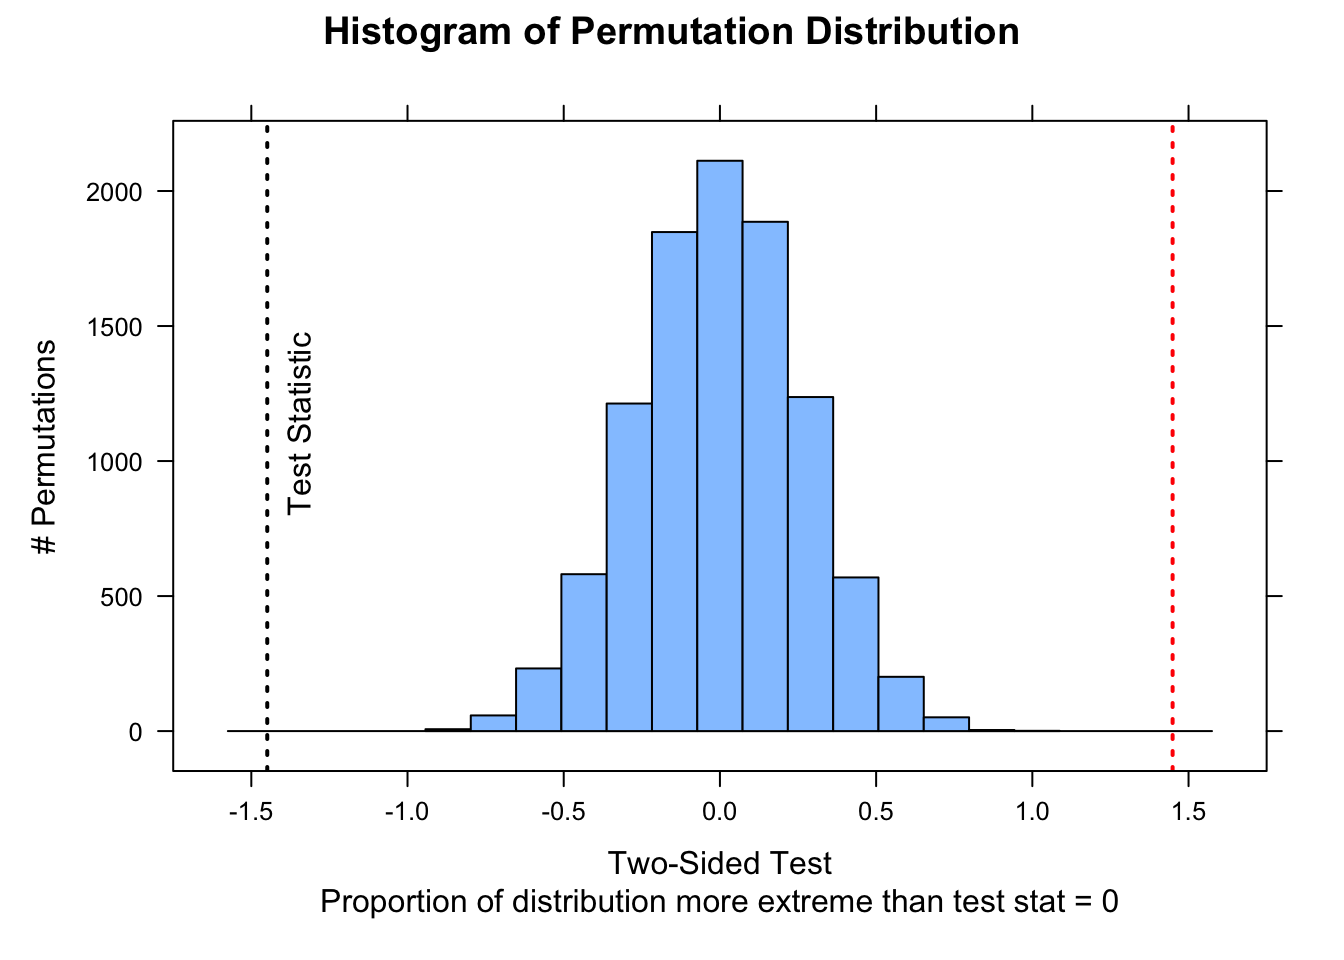 Histogram of Permutation Distribution
# Permutations
2000
1500
1000
500
0
Test Statistic
-1.5 -1.0 -0.5 0.0 0.5 1.0 1.5
Two-Sided Test
Proportion of distribution more extreme than test stat = 0